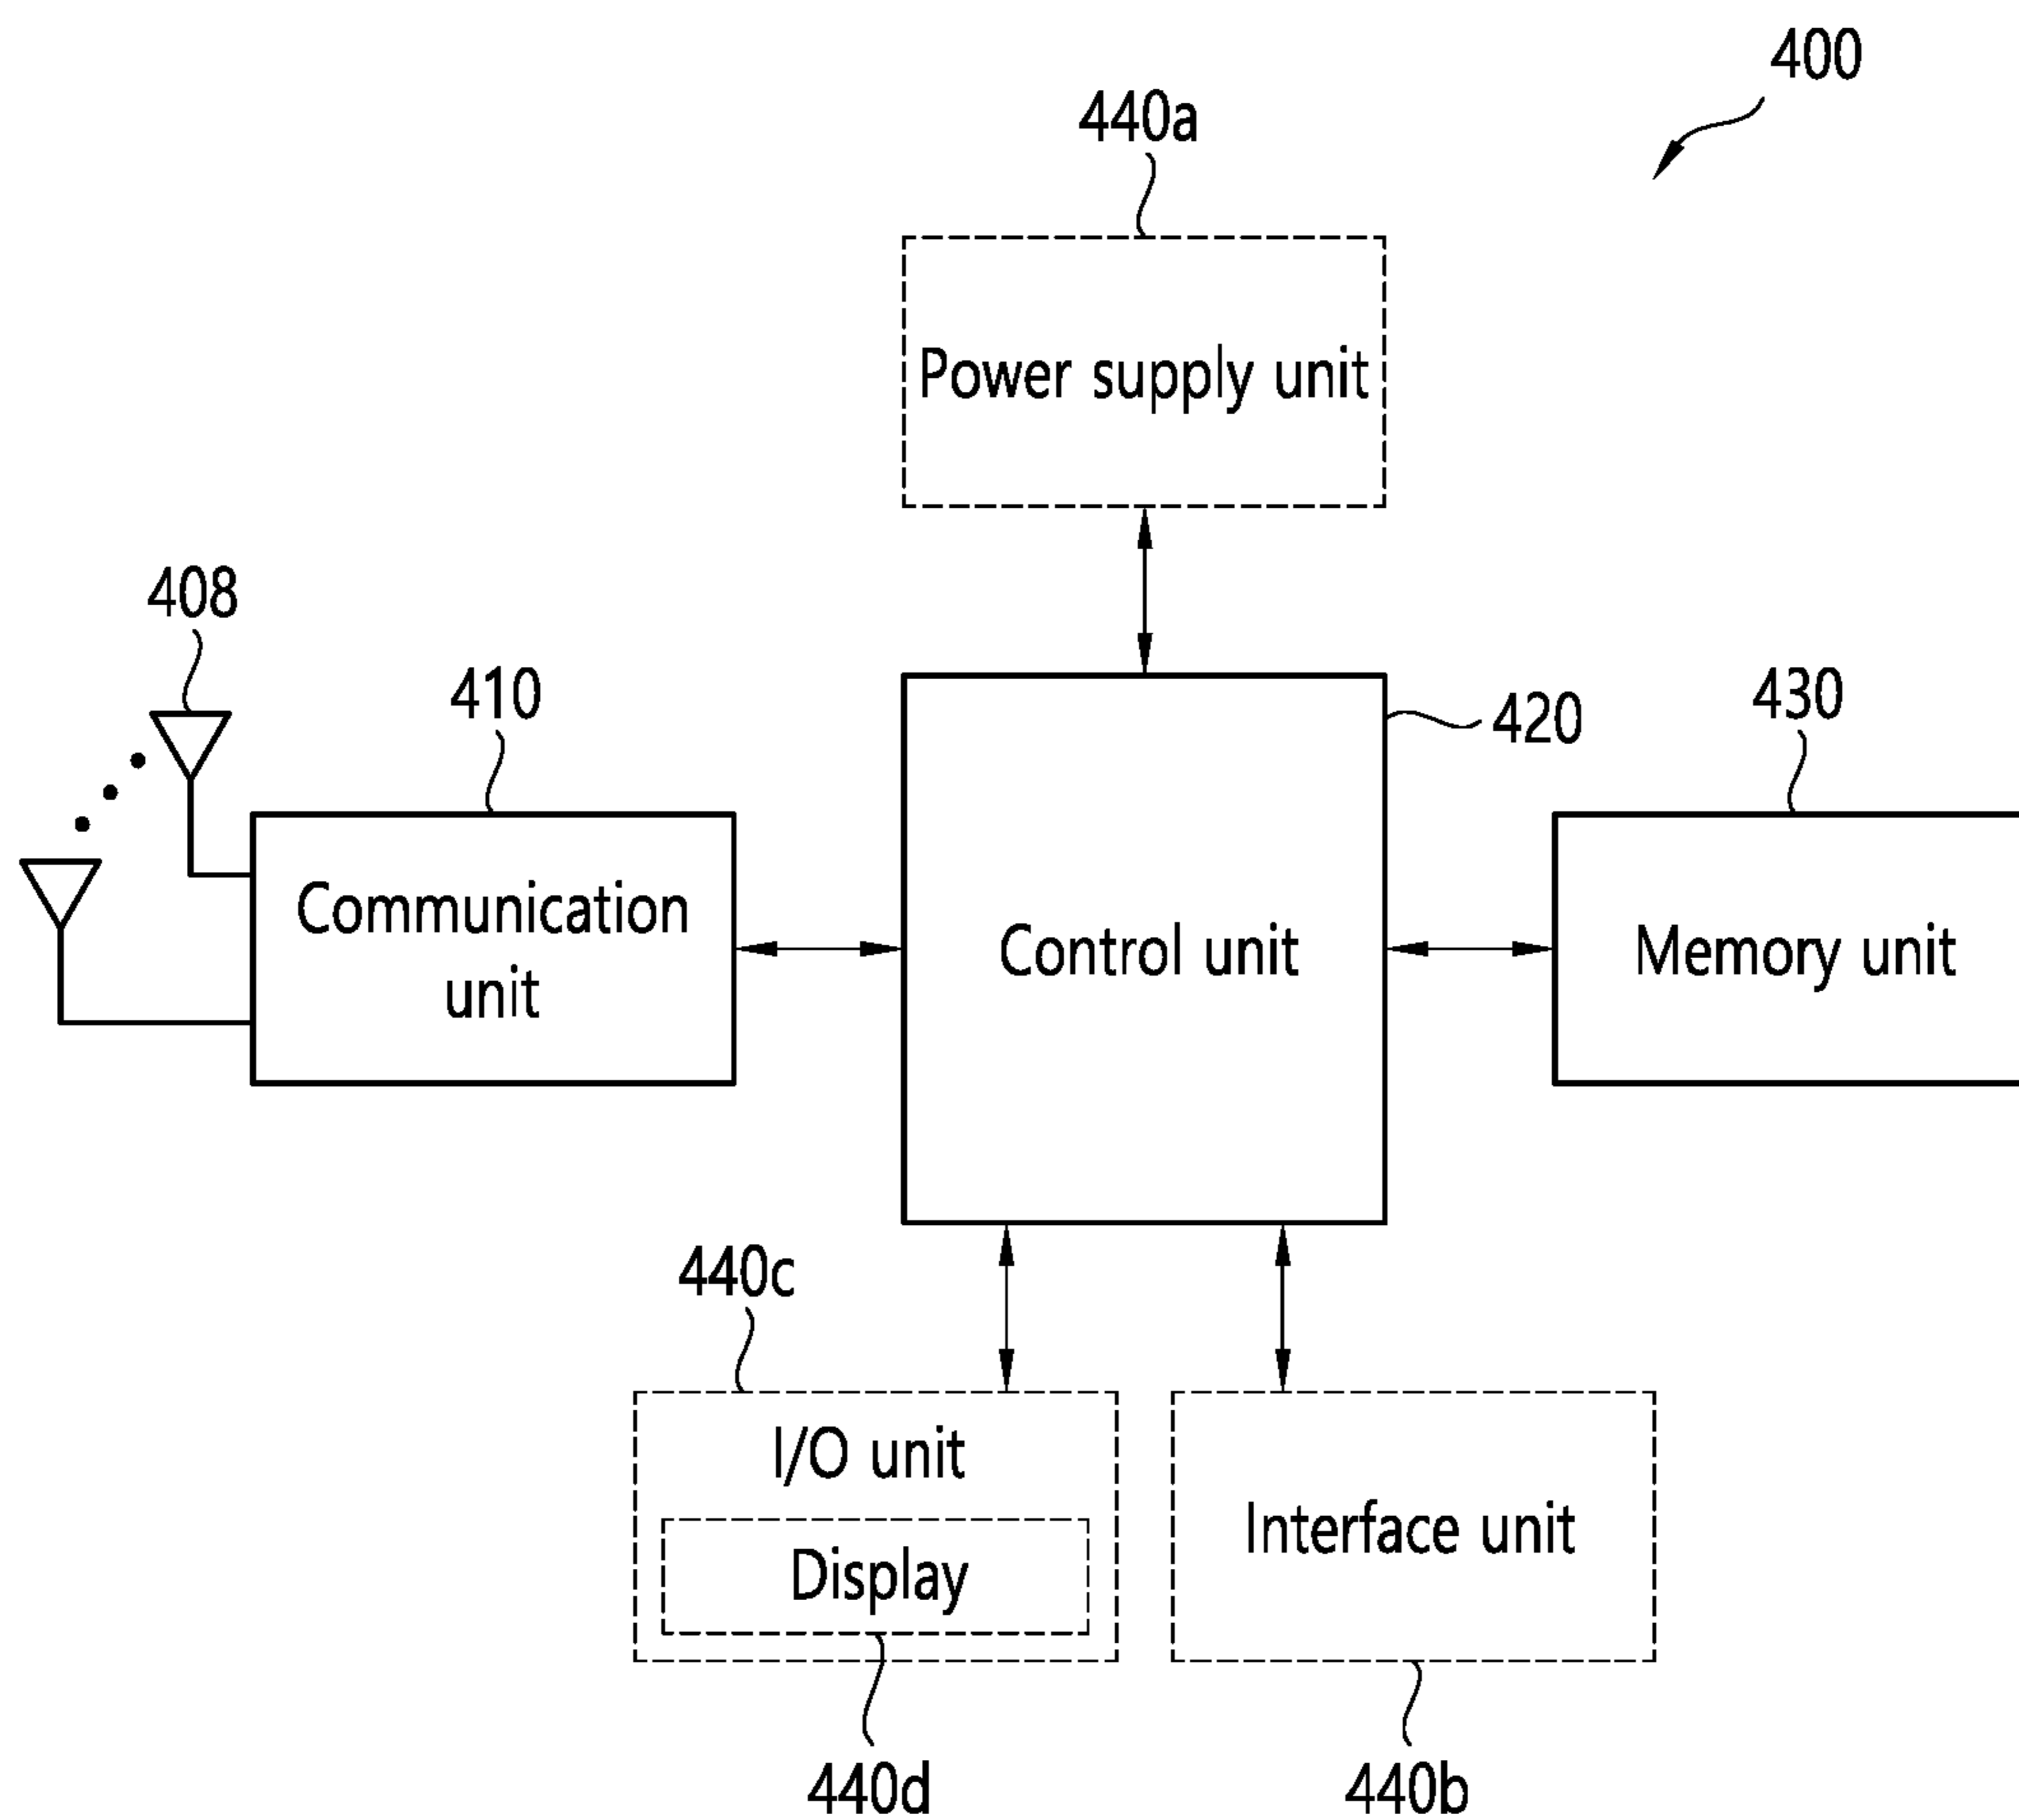 400
440a
Power supply unit
408
410
420
430
Communication
unit
Control unit
Memory unit
440c
I/O unit
Display
Interface unit
440d
440b